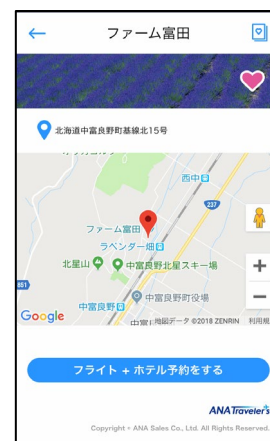 ファーム富田
北海道中富良野町基線北15号
西中
237
ファーム富田
ラベンダー畑
北星山
中富良野北星スキー場
851
中富良野
中富良野町役場
Google
地図データ ©2018 ZENRIN
フライト + ホテル予約をする
ANA Traveler's
Copyright © ANA Sales Co., Ltd. All Rights Reserved.